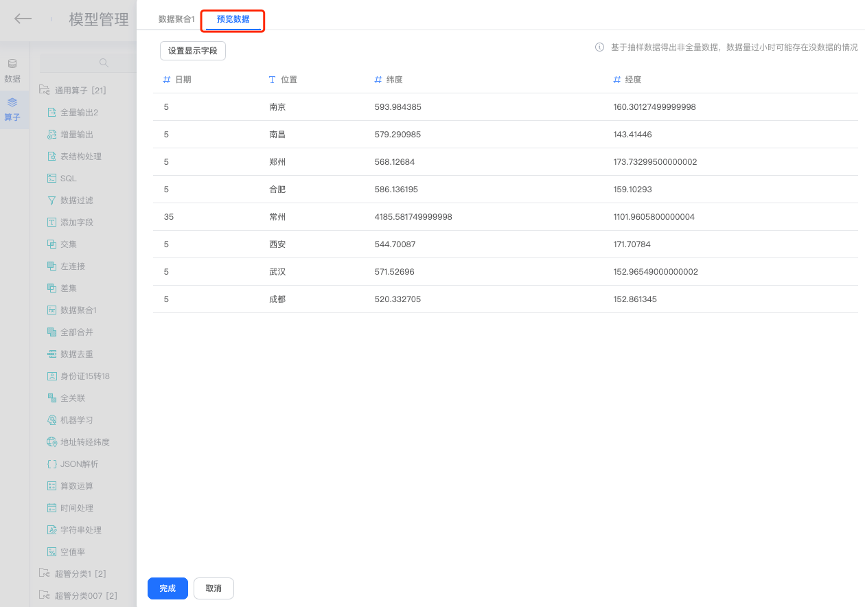 模型管理
数据
算子
通用算子 [21]
全量输出2
增量输出
表结构处理
SQL
数据过滤
添加字段
交集
左连接
差集
数据聚合1
全部合并
数据去重
身份证15转18
全关联
机器学习
地址转经纬度
JSON解析
算数运算
时间处理
字符串处理
空值率
超管分类1 [2]
超管分类007 [2]
数据聚合1 预览数据
设置显示字段
基于抽样数据得出非全量数据，数据量过小可能存在没数据的情况
# 日期 T 位置 # 纬度 # 经度
5 南京 593.984385 160.30127499999998
5 南昌 579.290985 143.41446
5 郑州 568.12684 173.73299500000002
5 合肥 586.136195 159.10293
35 常州 4185.581749999998 1101.9605800000004
5 西安 544.70087 171.70784
5 武汉 571.52696 152.96549000000002
5 成都 520.332705 152.861345
完成 取消